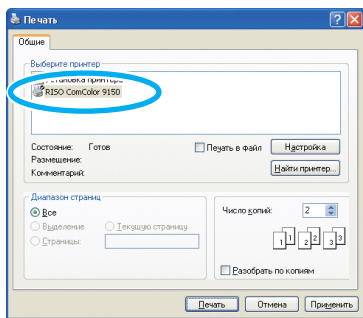 Печать
Общие
Выберите принтер
Установка принтера
RISO ComColor 9150
Состояние: Готов
Размещение:
Комментарий:
Печать в файл
Настройка
Найти принтер...
Диапазон страниц
Все
Выделение
Текущую страницу
Страницы:
Число копий: 2
1 1 2 2 3 3
Разобрать по копиям
Печать Отмена Применить